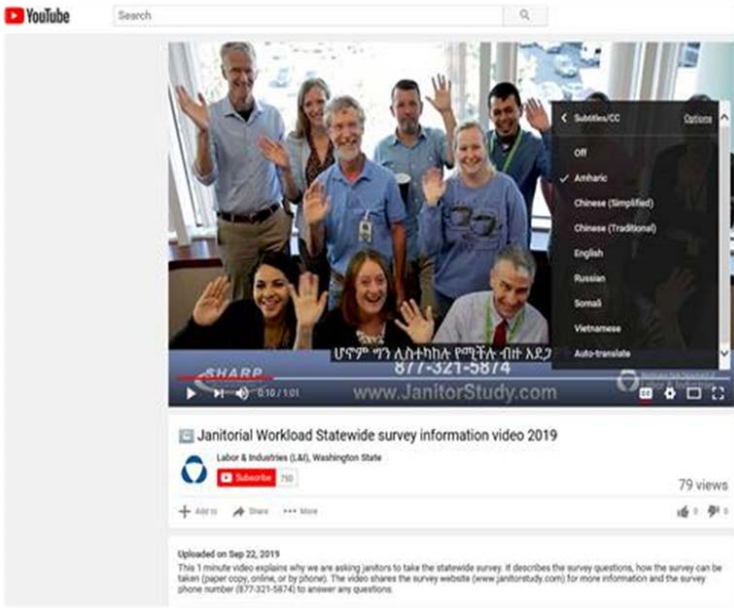 YouTube
Search
Subtitles/CC Options
Off
Amharic
Chinese (Simplified)
Chinese (Traditional)
English
Russian
Somali
Vietnamese
Auto-translate
ሆኖም ግን ሊስተካከሉ የሚችሉ ብዙ አደጋ
SHARP
877-321-5874
www.JanitorStudy.com
Labor & Industries
0:10 / 1:01
Janitorial Workload Statewide survey information video 2019
Labor & Industries (L&I), Washington State
Subscribe 750
79 views
Add to Share More
0 0
Uploaded on Sep 22, 2019
This 1 minute video explains why we are asking janitors to take the statewide survey. It describes the survey questions, how the survey can be
taken (paper copy, online, or by phone). The video shares the survey website (www.janitorstudy.com) for more information and the survey
phone number (877-321-5874) to answer any questions.